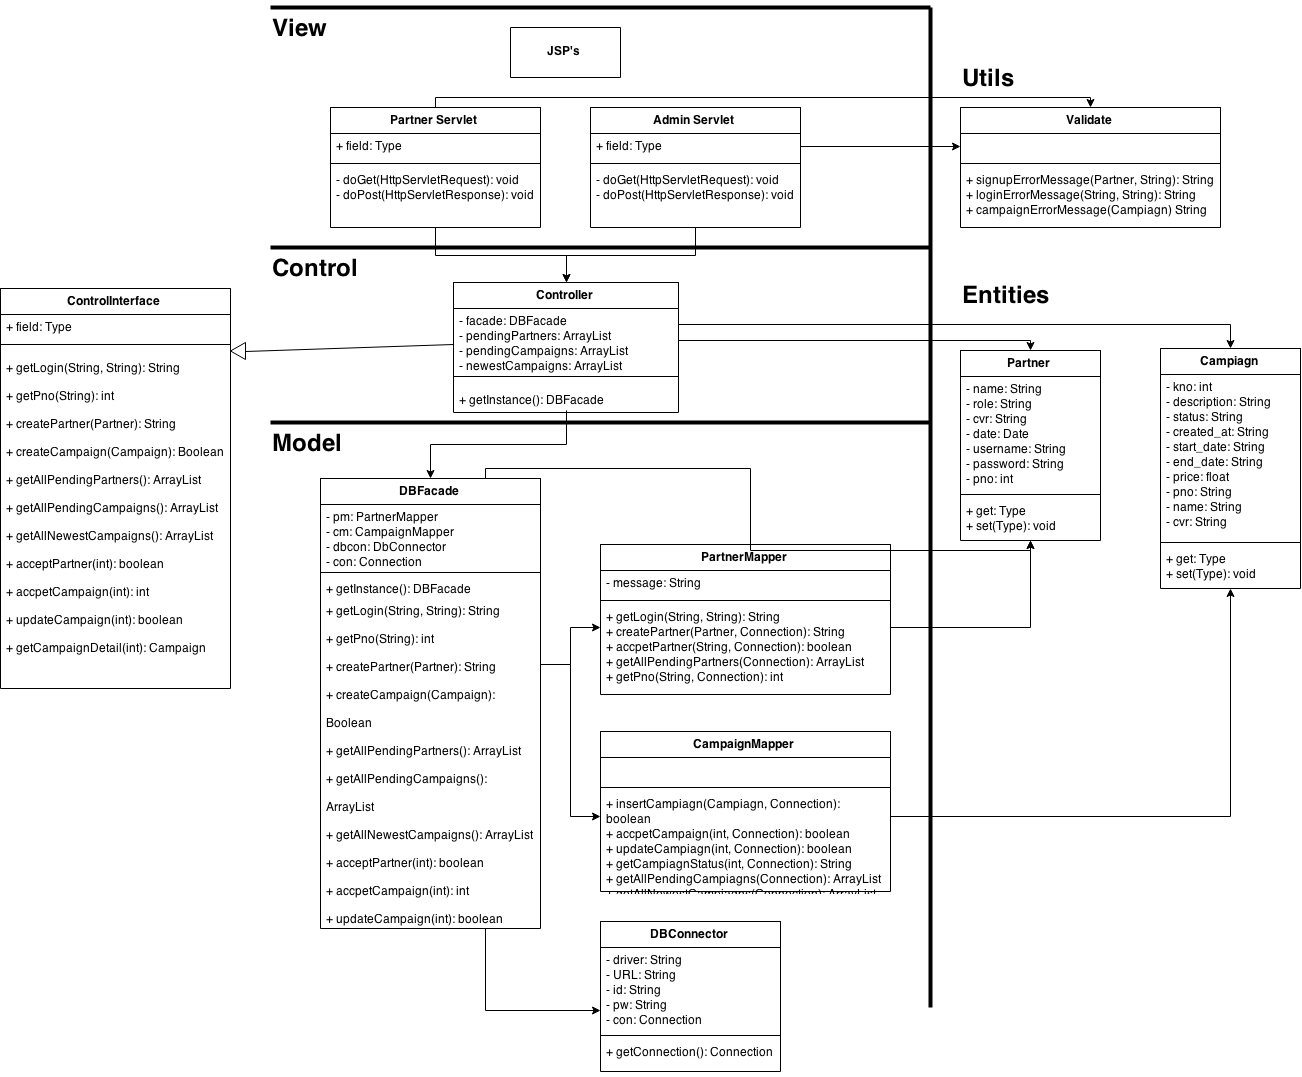 View
JSP's
Utils
Partner Servlet
+ field: Type
- doGet(HttpServletRequest): void
- doPost(HttpServletResponse): void
Admin Servlet
+ field: Type
- doGet(HttpServletRequest): void
- doPost(HttpServletResponse): void
Validate
+ signupErrorMessage(Partner, String): String
+ loginErrorMessage(String, String): String
+ campaignErrorMessage(Campiagn) String
Control
ControlInterface
+ field: Type
+ getLogin(String, String): String
+ getPno(String): int
+ createPartner(Partner): String
+ createCampaign(Campaign): Boolean
+ getAllPendingPartners(): ArrayList
+ getAllPendingCampaigns(): ArrayList
+ getAllNewestCampaigns(): ArrayList
+ acceptPartner(int): boolean
+ accpetCampaign(int): int
+ updateCampaign(int): boolean
+ getCampaignDetail(int): Campaign
Controller
- facade: DBFacade
- pendingPartners: ArrayList
- pendingCampaigns: ArrayList
- newestCampaigns: ArrayList
+ getInstance(): DBFacade
Entities
Partner
- name: String
- role: String
- cvr: String
- date: Date
- username: String
- password: String
- pno: int
+ get: Type
+ set(Type): void
Campiagn
- kno: int
- description: String
- status: String
- created_at: String
- start_date: String
- end_date: String
- price: float
- pno: String
- name: String
- cvr: String
+ get: Type
+ set(Type): void
Model
DBFacade
- pm: PartnerMapper
- cm: CampaignMapper
- dbcon: DbConnector
- con: Connection
+ getInstance(): DBFacade
+ getLogin(String, String): String
+ getPno(String): int
+ createPartner(Partner): String
+ createCampaign(Campaign):
Boolean
+ getAllPendingPartners(): ArrayList
+ getAllPendingCampaigns():
ArrayList
+ getAllNewestCampaigns(): ArrayList
+ acceptPartner(int): boolean
+ accpetCampaign(int): int
+ updateCampaign(int): boolean
PartnerMapper
- message: String
+ getLogin(String, String): String
+ createPartner(Partner, Connection): String
+ accpetPartner(String, Connection): boolean
+ getAllPendingPartners(Connection): ArrayList
+ getPno(String, Connection): int
CampaignMapper
+ insertCampiagn(Campiagn, Connection):
boolean
+ accpetCampaign(int, Connection): boolean
+ updateCampiagn(int, Connection): boolean
+ getCampiagnStatus(int, Connection): String
+ getAllPendingCampiagns(Connection): ArrayList
DBConnector
- driver: String
- URL: String
- id: String
- pw: String
- con: Connection
+ getConnection(): Connection